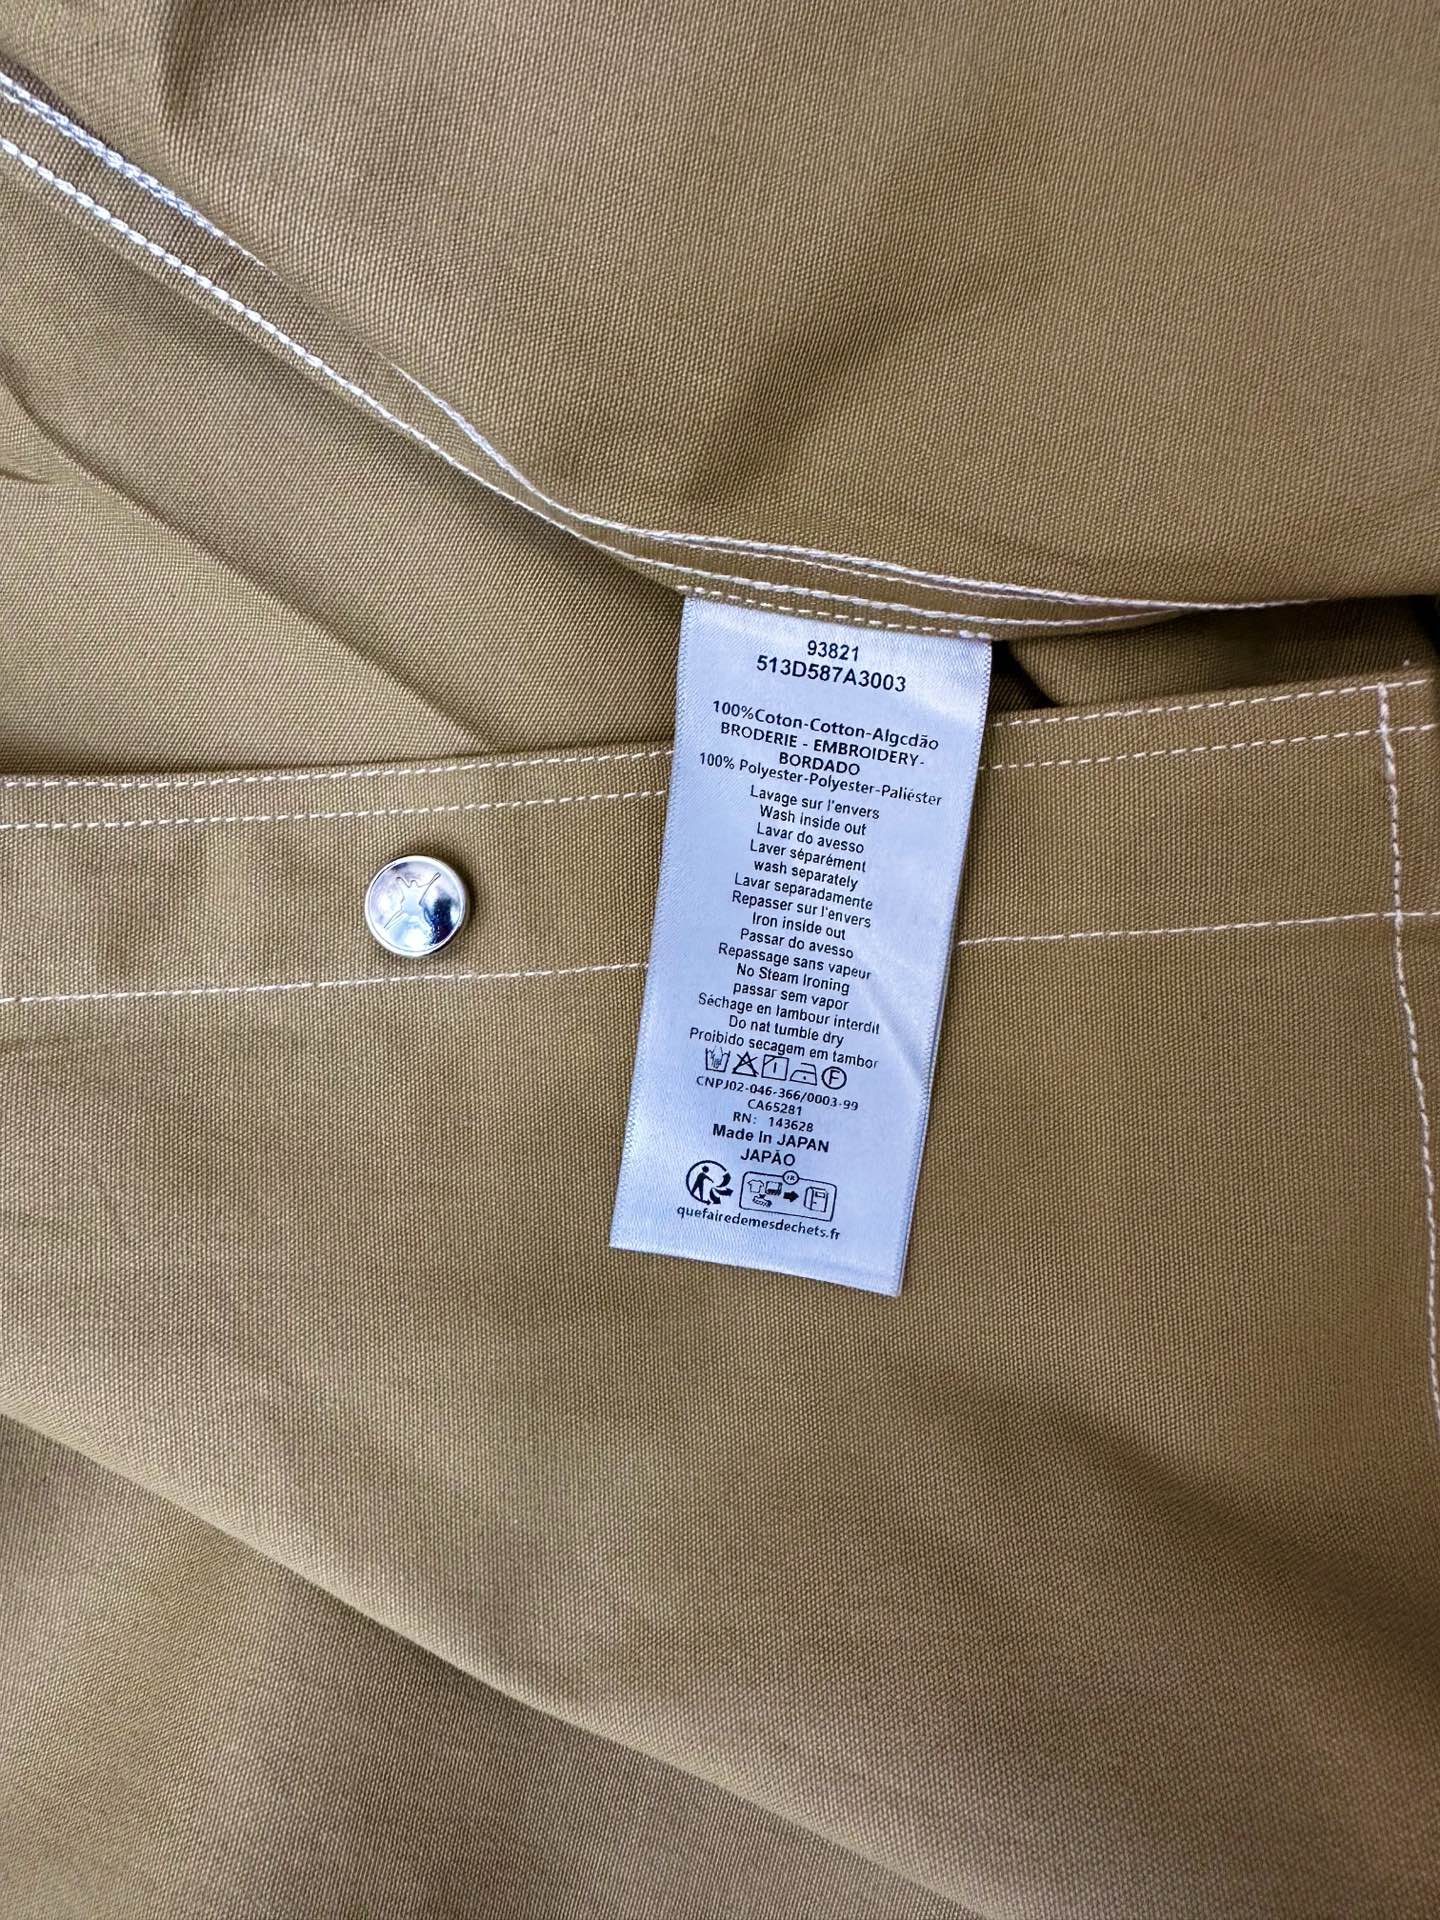 93821
513D587A3003
100%Coton-Cotton-Algcdão
BRODERIE - EMBROIDERY-
BORDADO
100% Polyester-Polyester-Paliéster
Lavage sur l'envers
Wash inside out
Lavar do avesso
Laver séparément
wash separately
Lavar separadamente
Repasser sur l'envers
Iron inside out
Passar do avesso
Repassage sans vapeur
No Steam Ironing
passar sem vapor
Séchage en lambour interdit
Do nat tumble dry
Proibido secagem em tambor
F
CNPJ02-046-366/0003-99
CA65281
RN: 143628
Made In JAPAN
JAPÃO
quefairedemesdechets.fr